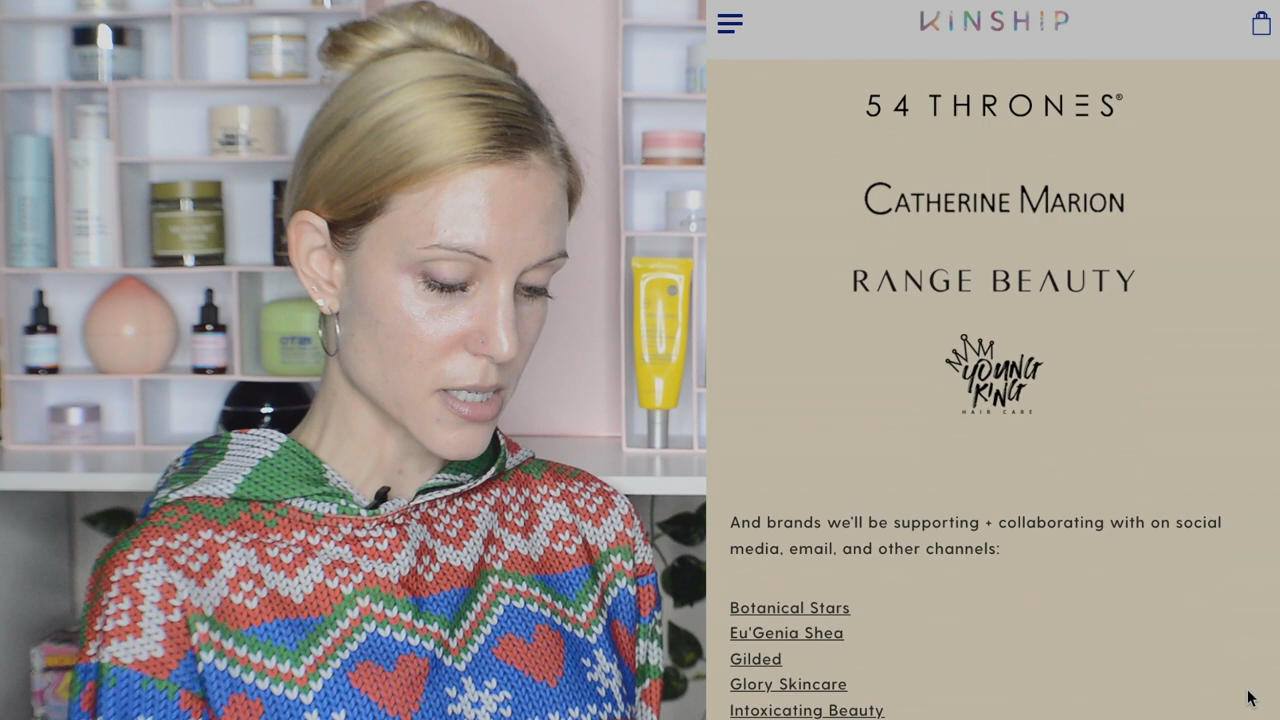 KINSHIP
54 THRONES®
CATHERINE MARION
RANGE BEAUTY
YOUNG
KING
HAIR CARE
And brands we'll be supporting + collaborating with on social
media, email, and other channels:
Botanical Stars
Eu'Genia Shea
Gilded
Glory Skincare
Intoxicating Beauty